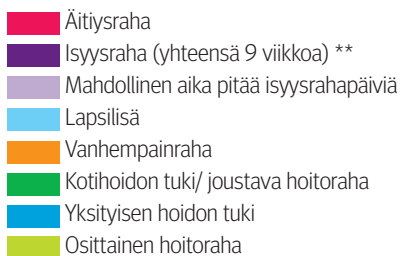 Äitiysraha
Isyysraha (yhteensä 9 viikkoa) **
Mahdollinen aika pitää isyysrahapäiviä
Lapsilisä
Vanhempainraha
Kotihoidon tuki/ joustava hoitoraha
Yksityisen hoidon tuki
Osittainen hoitoraha